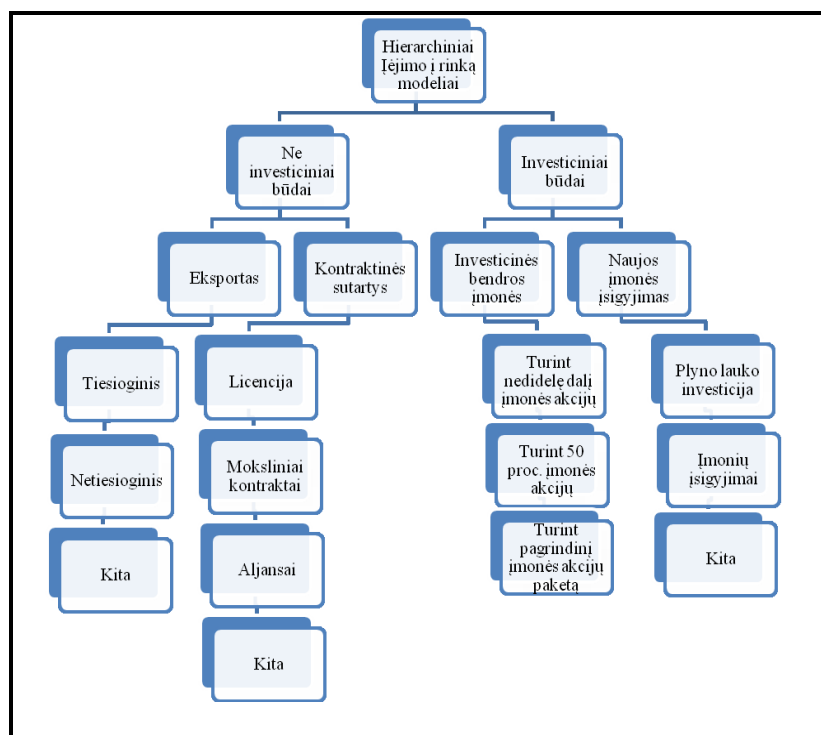 Hierarchiniai
Įėjimo į rinką
modeliai
Ne
investiciniai
būdai
Investiciniai
būdai
Eksportas
Kontraktinės
sutartys
Investicinės
bendros
įmonės
Naujos
įmonės
įsigyjimas
Tiesioginis
Licencija
Turint
nedidelę dalį
įmonės akcijų
Plyno lauko
investicija
Netiesioginis
Moksliniai
kontraktai
Turint 50
proc. įmonės
akcijų
Įmonių
įsigyjimai
Kita
Aljansai
Turint
pagrindinį
įmonės akcijų
paketą
Kita
Kita